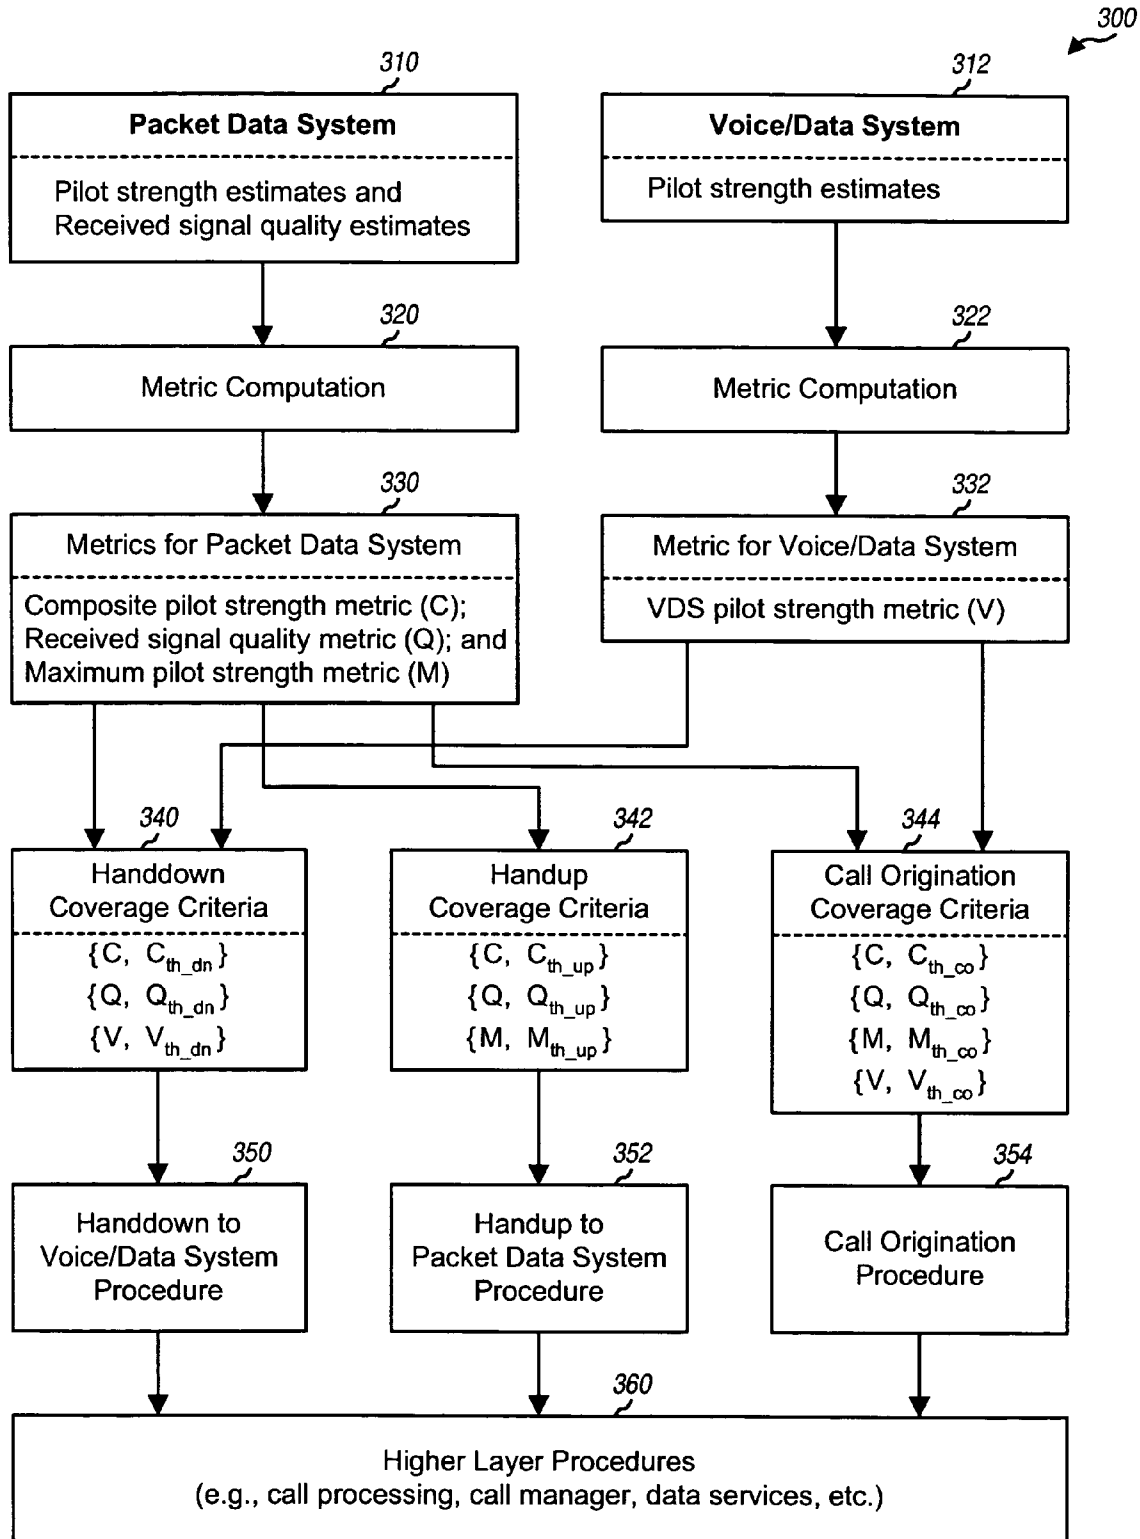 300
310
312
Packet Data System
Voice/Data System
Pilot strength estimates and
Received signal quality estimates
Pilot strength estimates
320
322
Metric Computation
Metric Computation
330
332
Metrics for Packet Data System
Metric for Voice/Data System
Composite pilot strength metric (C);
Received signal quality metric (Q); and
Maximum pilot strength metric (M)
VDS pilot strength metric (V)
340
342
344
Handdown
Coverage Criteria
{C, C_th_dn}
{Q, Q_th_dn}
{V, V_th_dn}
Handup
Coverage Criteria
{C, C_th_up}
{Q, Q_th_up}
{M, M_th_up}
Call Origination
Coverage Criteria
{C, C_th_co}
{Q, Q_th_co}
{M, M_th_co}
{V, V_th_co}
350
352
354
Handdown to
Voice/Data System
Procedure
Handup to
Packet Data System
Procedure
Call Origination
Procedure
360
Higher Layer Procedures
(e.g., call processing, call manager, data services, etc.)